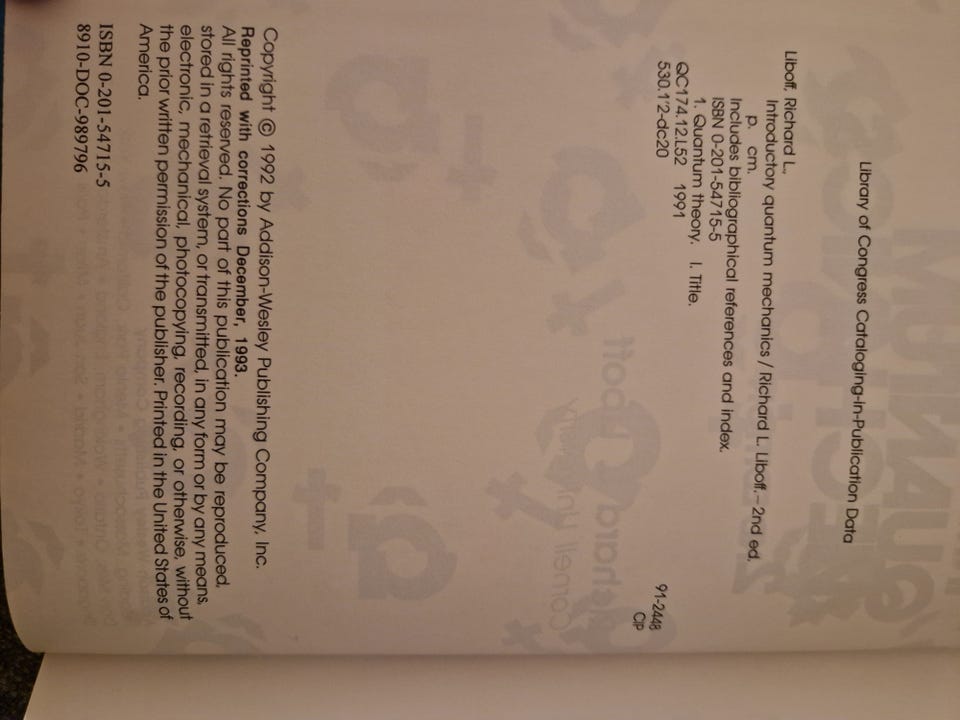 Library of Congress Cataloging-in-Publication Data
Liboff, Richard L.,
Introductory quantum mechanics / Richard L. Liboff.—2nd ed.
p. cm.
Includes bibliographical references and index.
ISBN 0-201-54715-5
1. Quantum theory. I. Title.
QC174.12.L52 1991
530.1'2-dc20
91-2448
CIP
Copyright © 1992 by Addison-Wesley Publishing Company, Inc.
Reprinted with corrections December, 1993.
All rights reserved. No part of this publication may be reproduced,
stored in a retrieval system, or transmitted, in any form or by any means,
electronic, mechanical, photocopying, recording, or otherwise, without
the prior written permission of the publisher. Printed in the United States of
America.
ISBN 0-201-54715-5
8910-DOC-989796